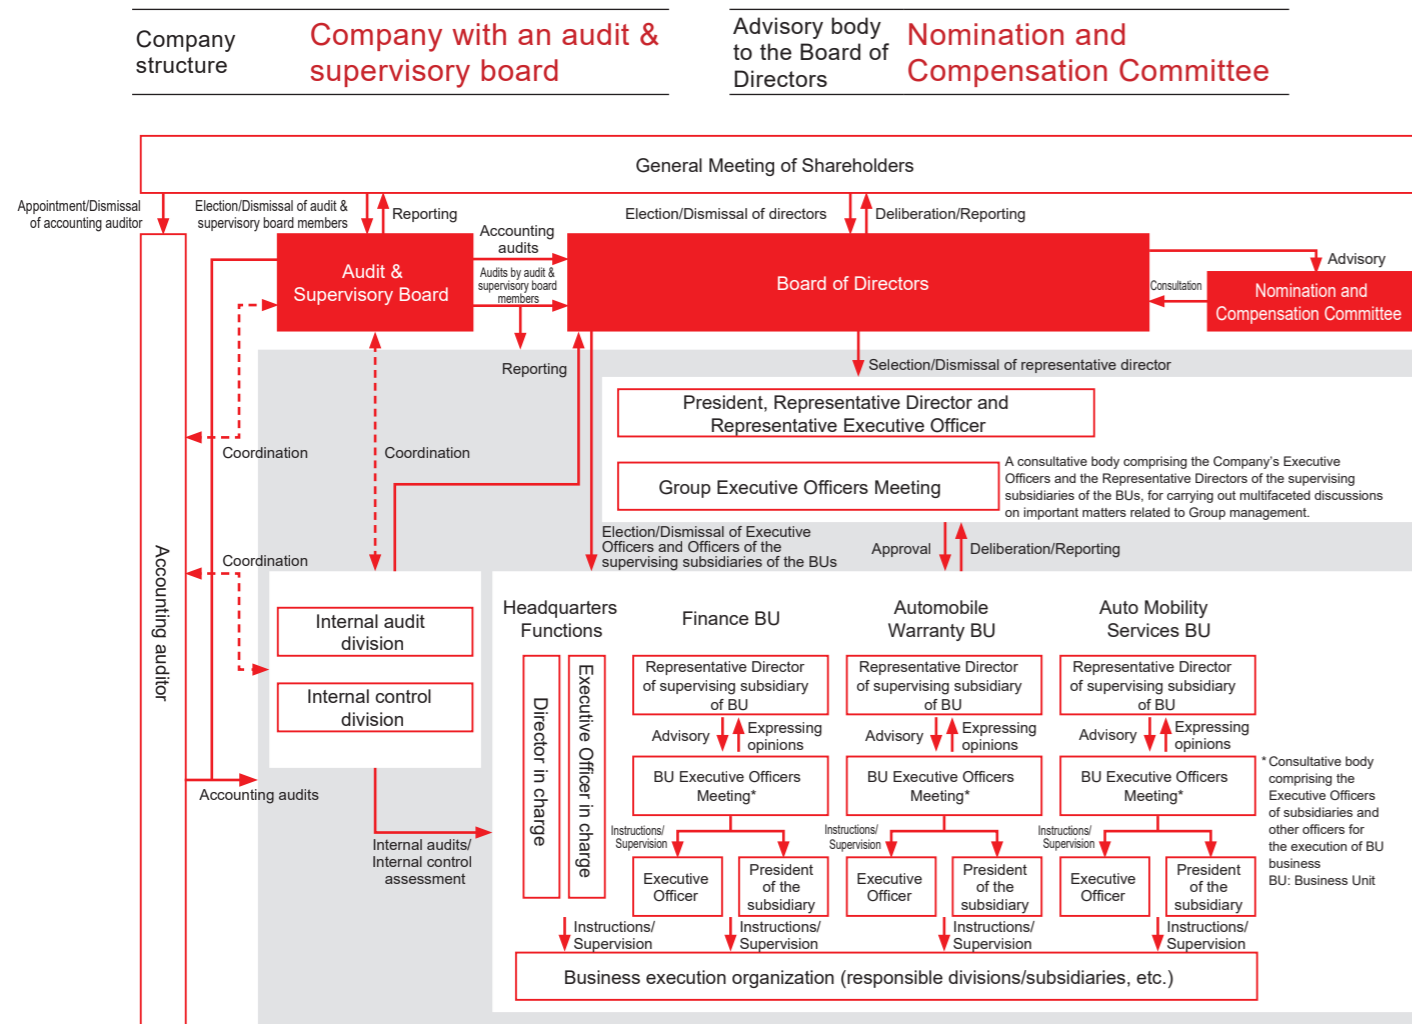 Company
structure
Company with an audit &
supervisory board
Advisory body
to the Board of
Directors
Nomination and
Compensation Committee
General Meeting of Shareholders
Appointment/Dismissal
of accounting auditor
Election/Dismissal of audit &
supervisory board members
Reporting
Election/Dismissal of directors
Deliberation/Reporting
Audit &
Supervisory Board
Accounting
audits
Audits by audit &
supervisory board
members
Reporting
Board of Directors
Advisory
Consultation
Nomination and
Compensation Committee
Selection/Dismissal of representative director
President, Representative Director and
Representative Executive Officer
Group Executive Officers Meeting
A consultative body comprising the Company's Executive
Officers and the Representative Directors of the supervising
subsidiaries of the BUs, for carrying out multifaceted discussions
on important matters related to Group management.
Coordination
Coordination
Coordination
Election/Dismissal of Executive
Officers and Officers of the
supervising subsidiaries of the BUs
Approval
Deliberation/Reporting
Accounting auditor
Internal audit
division
Internal control
division
Accounting audits
Internal audits/
Internal control
assessment
Headquarters
Functions
Director in charge
Executive Officer in charge
Finance BU
Representative Director
of supervising subsidiary
of BU
Advisory
Expressing
opinions
BU Executive Officers
Meeting*
Instructions/
Supervision
Executive
Officer
President
of the
subsidiary
Automobile
Warranty BU
Representative Director
of supervising subsidiary
of BU
Advisory
Expressing
opinions
BU Executive Officers
Meeting*
Instructions/
Supervision
Executive
Officer
President
of the
subsidiary
Auto Mobility
Services BU
Representative Director
of supervising subsidiary
of BU
Advisory
Expressing
opinions
BU Executive Officers
Meeting*
Instructions/
Supervision
Executive
Officer
President
of the
subsidiary
* Consultative body
comprising the
Executive Officers
of subsidiaries and
other officers for
the execution of BU
business
BU: Business Unit
Instructions/
Supervision
Instructions/
Supervision
Instructions/
Supervision
Instructions/
Supervision
Business execution organization (responsible divisions/subsidiaries, etc.)